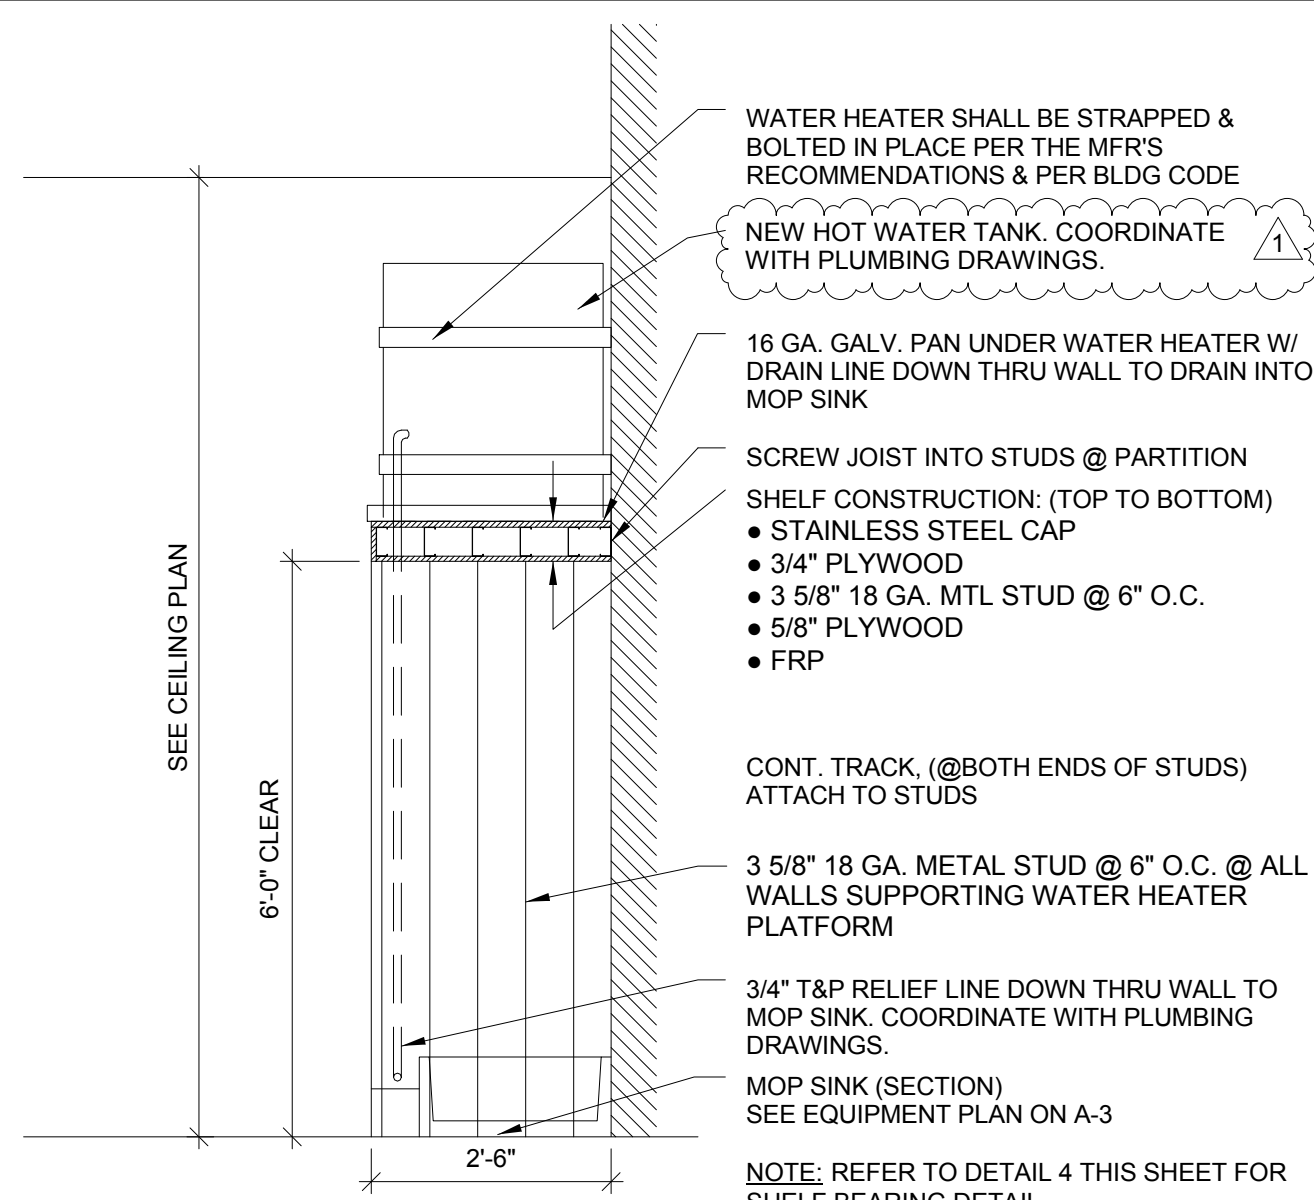 WATER HEATER SHALL BE STRAPPED &
BOLTED IN PLACE PER THE MFR'S
RECOMMENDATIONS & PER BLDG CODE
NEW HOT WATER TANK. COORDINATE
WITH PLUMBING DRAWINGS.
1
16 GA. GALV. PAN UNDER WATER HEATER W/
DRAIN LINE DOWN THRU WALL TO DRAIN INTO
MOP SINK
SCREW JOIST INTO STUDS @ PARTITION
SHELF CONSTRUCTION: (TOP TO BOTTOM)
● STAINLESS STEEL CAP
● 3/4" PLYWOOD
● 3 5/8" 18 GA. MTL STUD @ 6" O.C.
● 5/8" PLYWOOD
● FRP
CONT. TRACK, (@BOTH ENDS OF STUDS)
ATTACH TO STUDS
3 5/8" 18 GA. METAL STUD @ 6" O.C. @ ALL
WALLS SUPPORTING WATER HEATER
PLATFORM
3/4" T&P RELIEF LINE DOWN THRU WALL TO
MOP SINK. COORDINATE WITH PLUMBING
DRAWINGS.
MOP SINK (SECTION)
SEE EQUIPMENT PLAN ON A-3
NOTE: REFER TO DETAIL 4 THIS SHEET FOR
SHELF BEARING DETAIL
SEE CEILING PLAN
6'-0" CLEAR
2'-6"